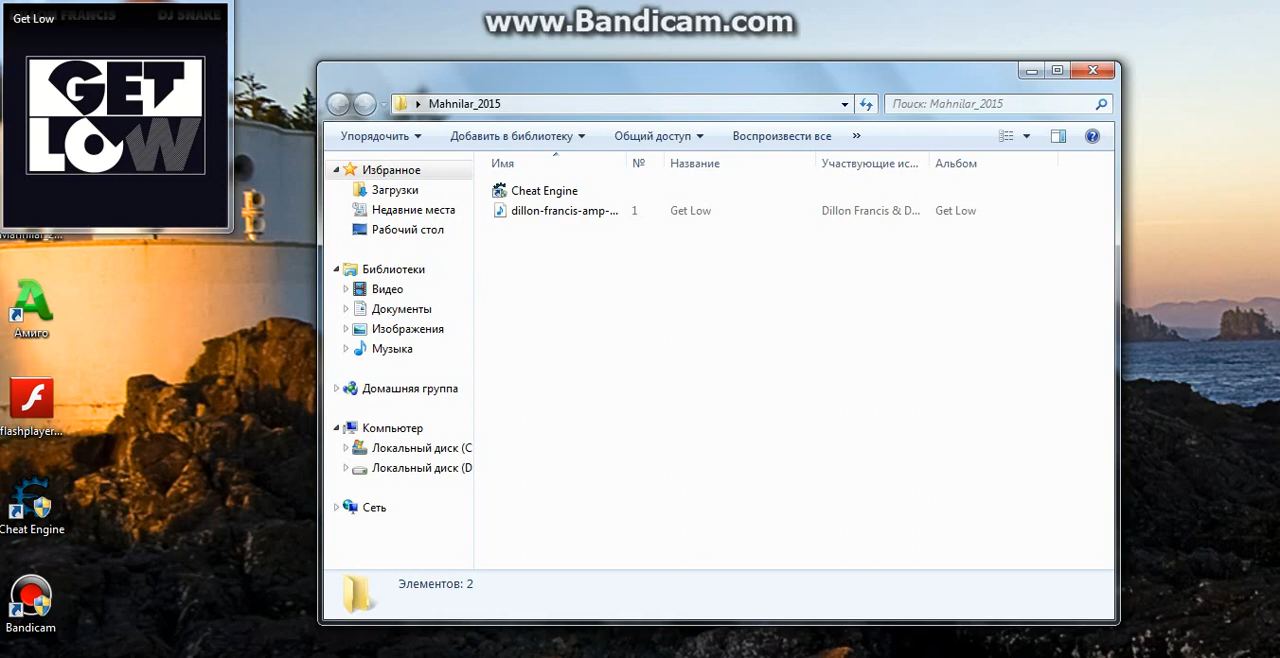 Get Low
DJ SNAKE
GET
LOW
www.Bandicam.com
Mahnilar_2015
Поиск: Mahnilar_2015
Упорядочить
Добавить в библиотеку
Общий доступ
Воспроизвести все
»
Имя
№
Название
Участвующие ис...
Альбом
Cheat Engine
dillon-francis-amp-...
1
Get Low
Dillon Francis & D...
Get Low
Избранное
Загрузки
Недавние места
Рабочий стол
Библиотеки
Видео
Документы
Изображения
Музыка
Домашняя группа
Компьютер
Локальный диск (C
Локальный диск (D
Сеть
Элементов: 2
Амиго
flashplayer...
Cheat Engine
Bandicam